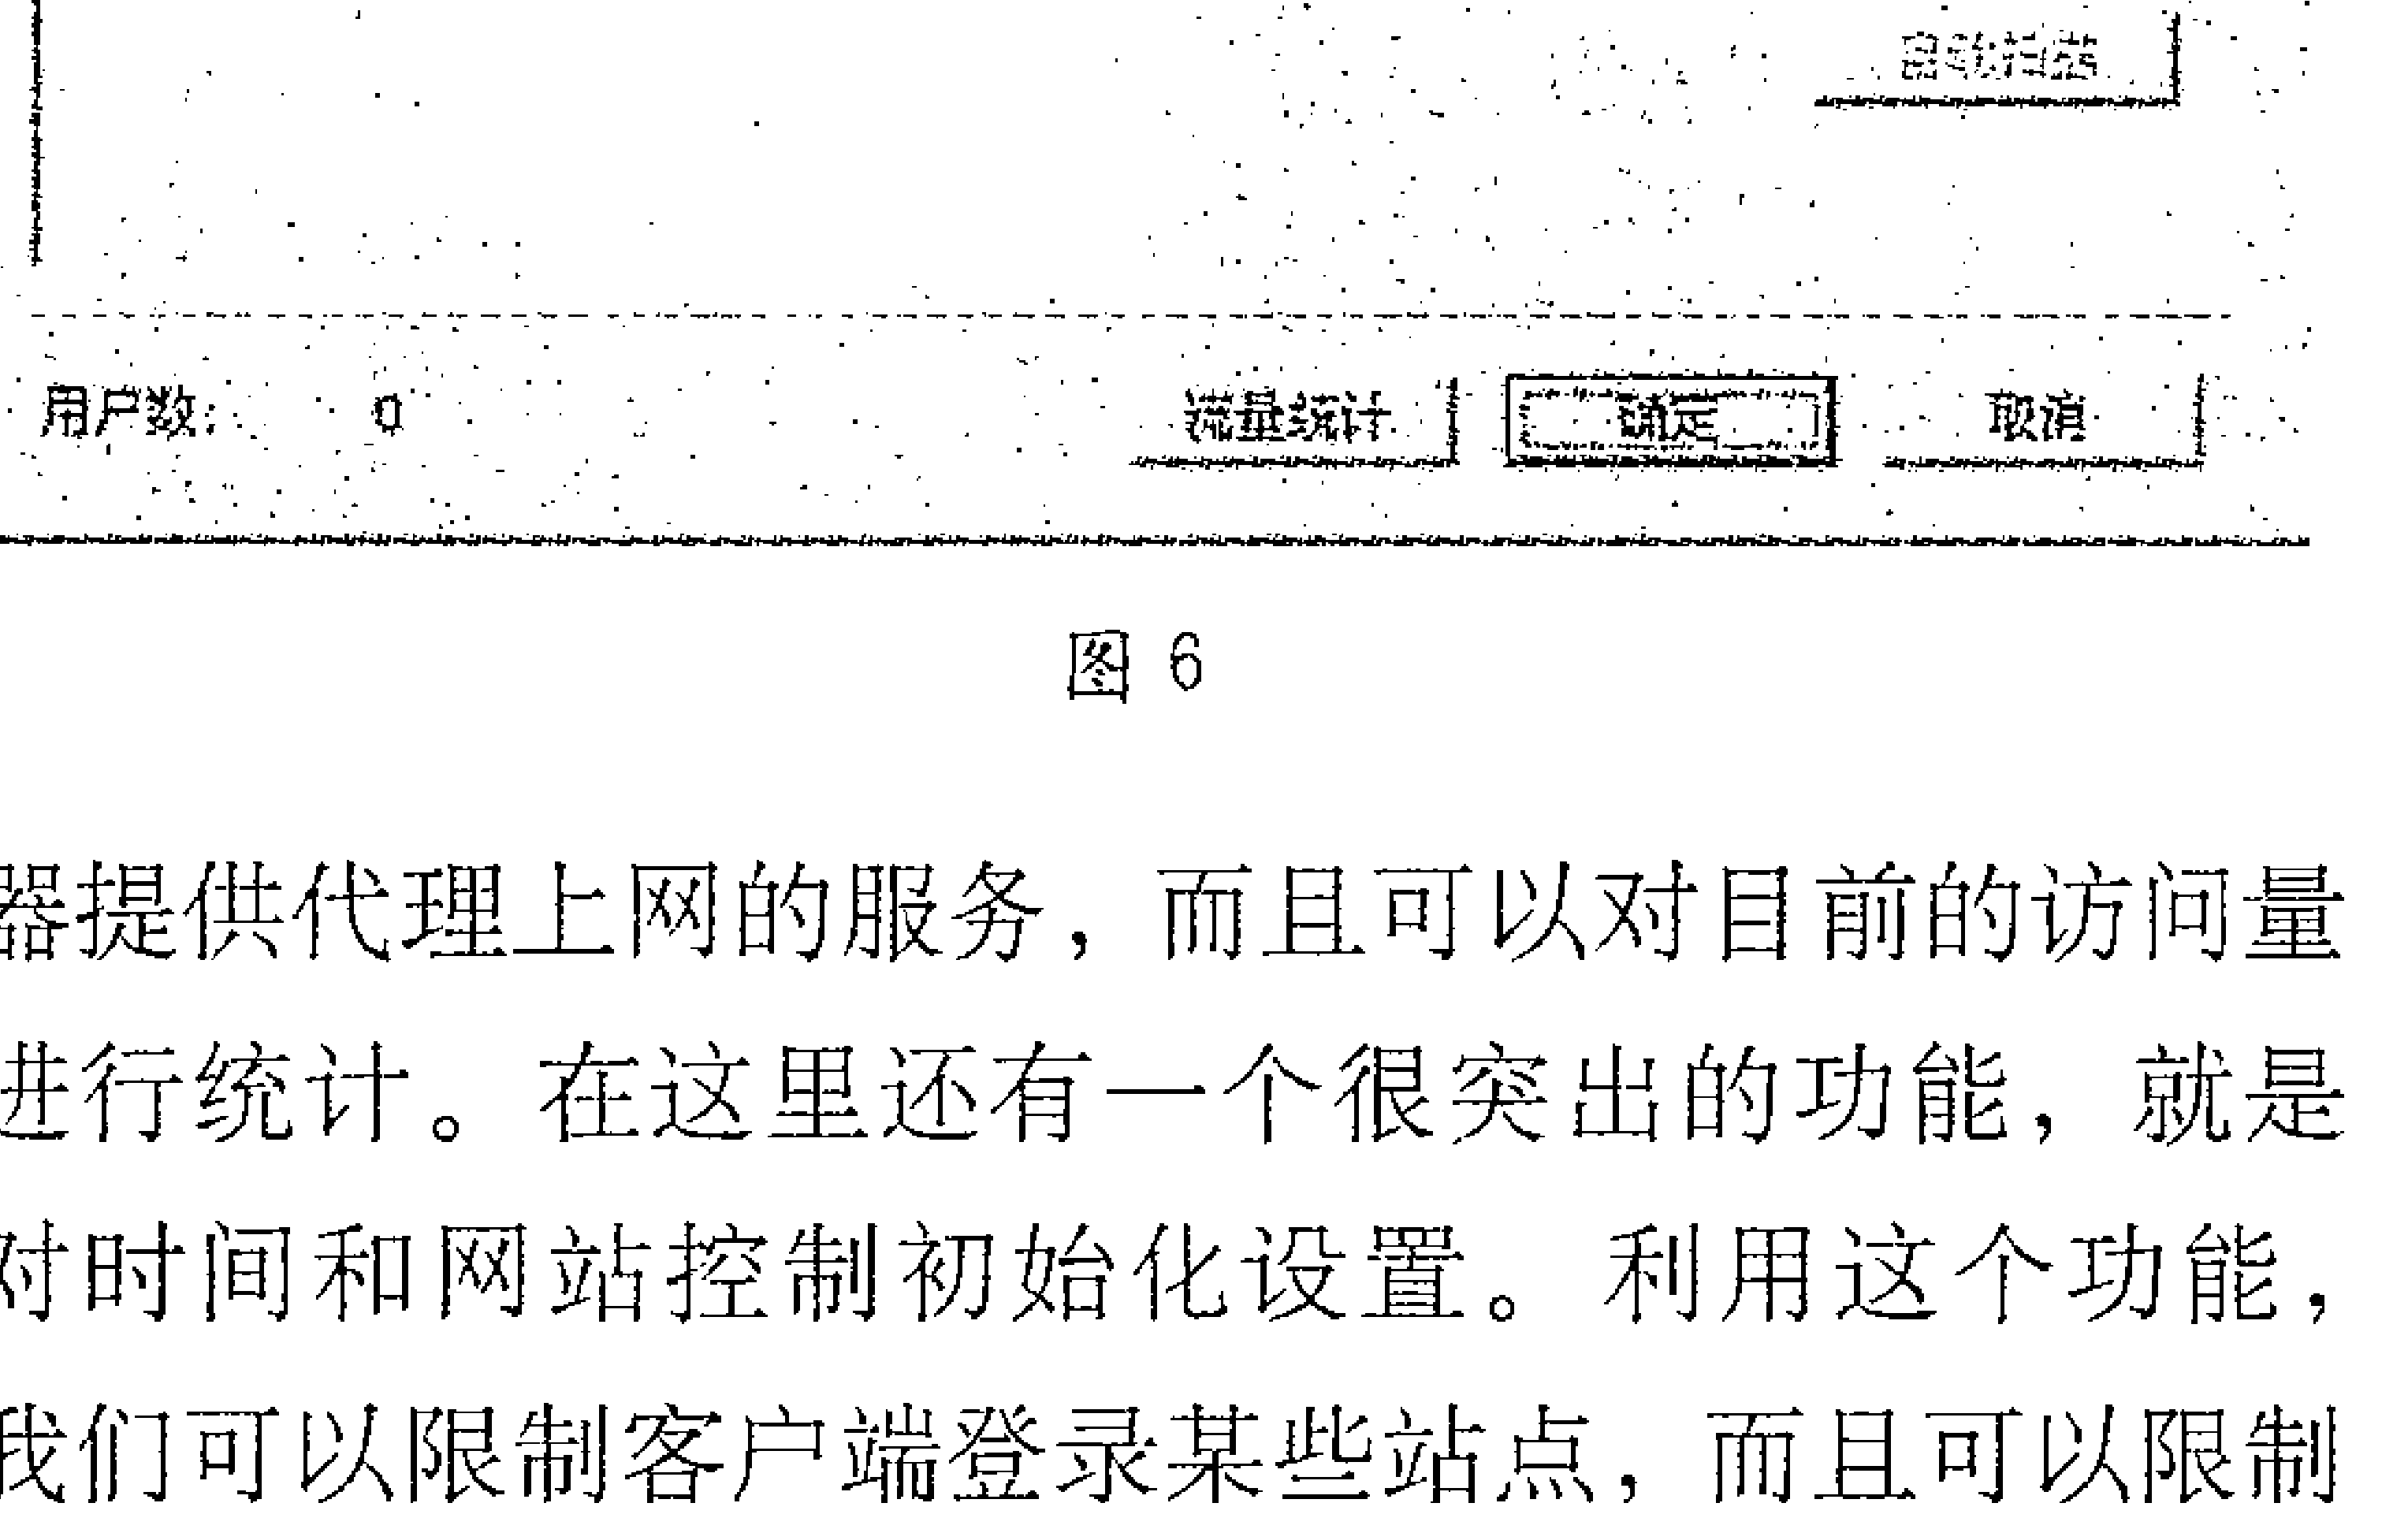 用户数: 0 流量统计 确定 取消
图 6
器提供代理上网的服务，而且可以对目前的访问量
进行统计。在这里还有一个很突出的功能，就是
对时间和网站控制初始化设置。利用这个功能，
我们可以限制客户端登录某些站点，而且可以限制